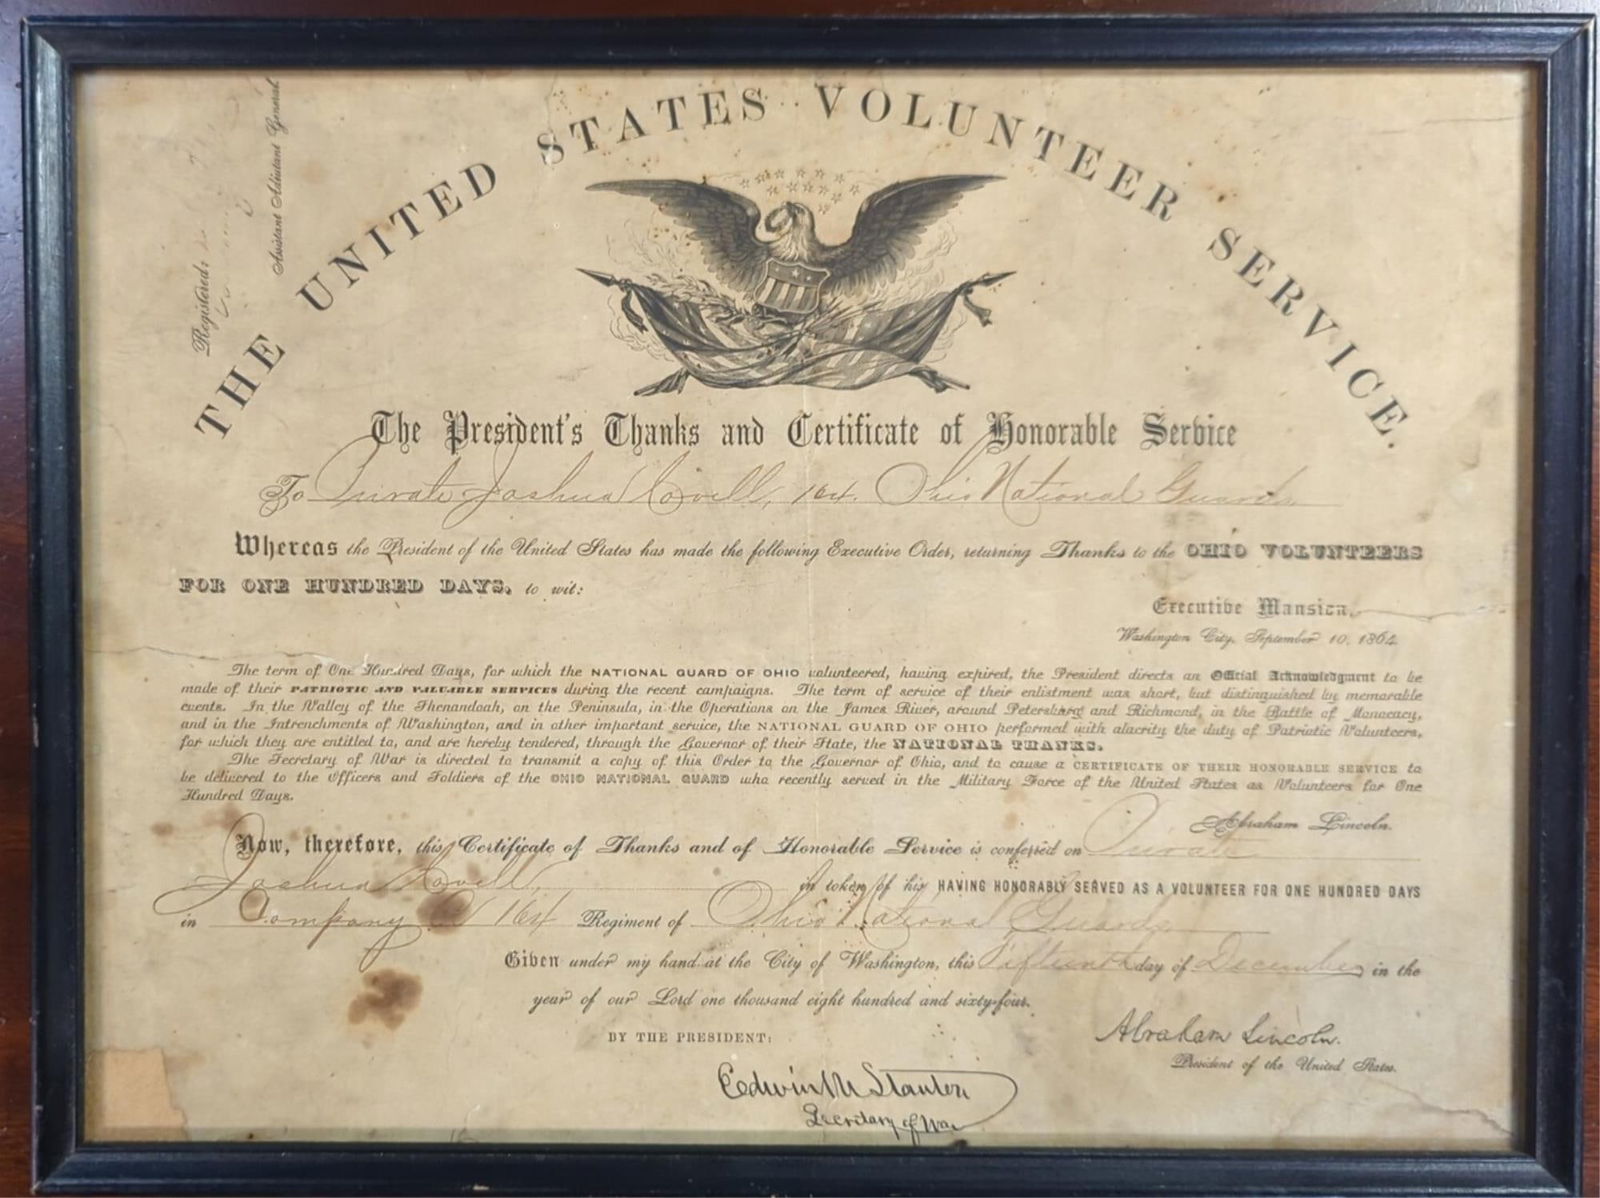 THE UNITED STATES VOLUNTEER SERVICE.
Registered:
Assistant Adjutant General
The President's Thanks and Certificate of Honorable Service
To Private Joshua Covell, 164. Ohio National Guards
Whereas the President of the United States has made the following Executive Order, returning Thanks to the OHIO VOLUNTEERS
FOR ONE HUNDRED DAYS, to wit:
Executive Mansion,
Washington City, September 10, 1864
The term of One Hundred Days, for which the NATIONAL GUARD OF OHIO volunteered, having expired, the President directs an Official Acknowledgment to be
made of their PATRIOTIC AND VALUABLE SERVICES during the recent campaigns. The term of service of their enlistment was short, but distinguished by memorable
events. In the Valley of the Shenandoah, on the Peninsula, in the Operations on the James River, around Petersburg and Richmond, in the Battle of Monocacy,
and in the Intrenchments of Washington, and in other important service, the NATIONAL GUARD OF OHIO performed with alacrity the duty of Patriotic Volunteers,
for which they are entitled to, and are hereby tendered, through the Governor of their State, the NATIONAL THANKS.
The Secretary of War is directed to transmit a copy of this Order to the Governor of Ohio, and to cause a CERTIFICATE OF THEIR HONORABLE SERVICE to
be delivered to the Officers and Soldiers of the OHIO NATIONAL GUARD who recently served in the Military Force of the United States as Volunteers for One
Hundred Days.
Abraham Lincoln.
Now, therefore, this Certificate of Thanks and of Honorable Service is conferred on Private
Joshua Covell, in token of his HAVING HONORABLY SERVED AS A VOLUNTEER FOR ONE HUNDRED DAYS
in Company 164 Regiment of Ohio National Guards
Given under my hand at the City of Washington, this Fifteenth day of December in the
year of our Lord one thousand eight hundred and sixty-four.
BY THE PRESIDENT:
Abraham Lincoln.
President of the United States.
Edwin M Stanton
Secretary of War